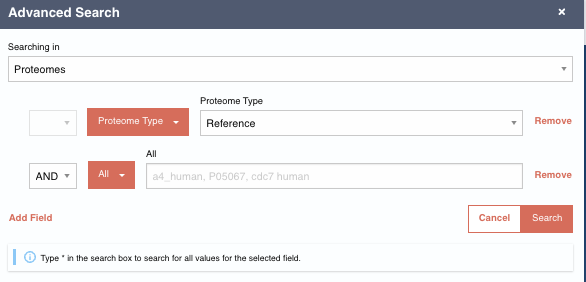 Advanced Search ×
Searching in
Proteomes
Proteome Type
Proteome Type Reference Remove
All
AND All a4_human, P05067, cdc7 human Remove
Add Field Cancel Search
Type * in the search box to search for all values for the selected field.